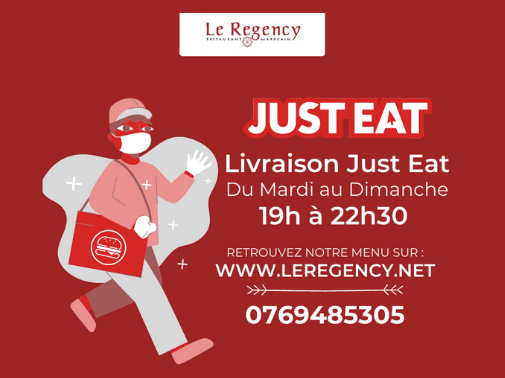 Le Regency
RESTAURANT MAROCAIN
JUST EAT
Livraison Just Eat
Du Mardi au Dimanche
19h à 22h30
RETROUVEZ NOTRE MENU SUR :
WWW.LEREGENCY.NET
0769485305